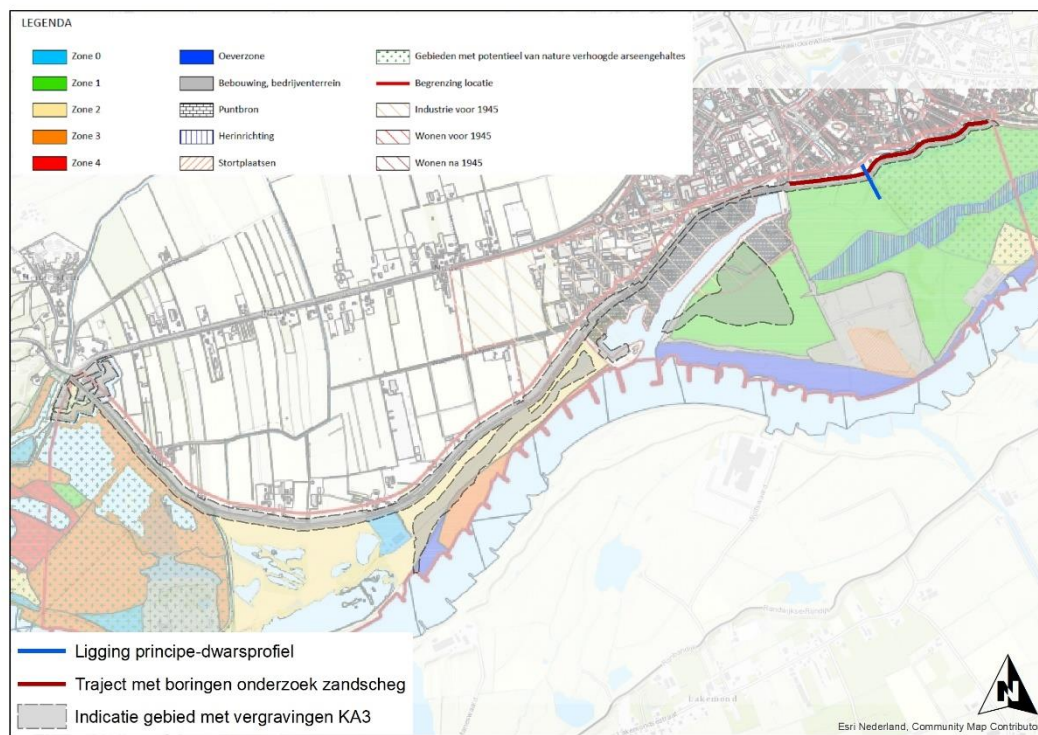 LEGENDA
Zone 0
Zone 1
Zone 2
Zone 3
Zone 4
Oeverzone
Bebouwing, bedrijventerrein
Puntbron
Herinrichting
Stortplaatsen
Gebieden met potentieel van nature verhoogde arseengehaltes
Begrenzing locatie
Industrie voor 1945
Wonen voor 1945
Wonen na 1945
Lakemond
Ligging principe-dwarsprofiel
Traject met boringen onderzoek zandscheg
Indicatie gebied met vergravingen KA3
N
Esri Nederland, Community Map Contributo